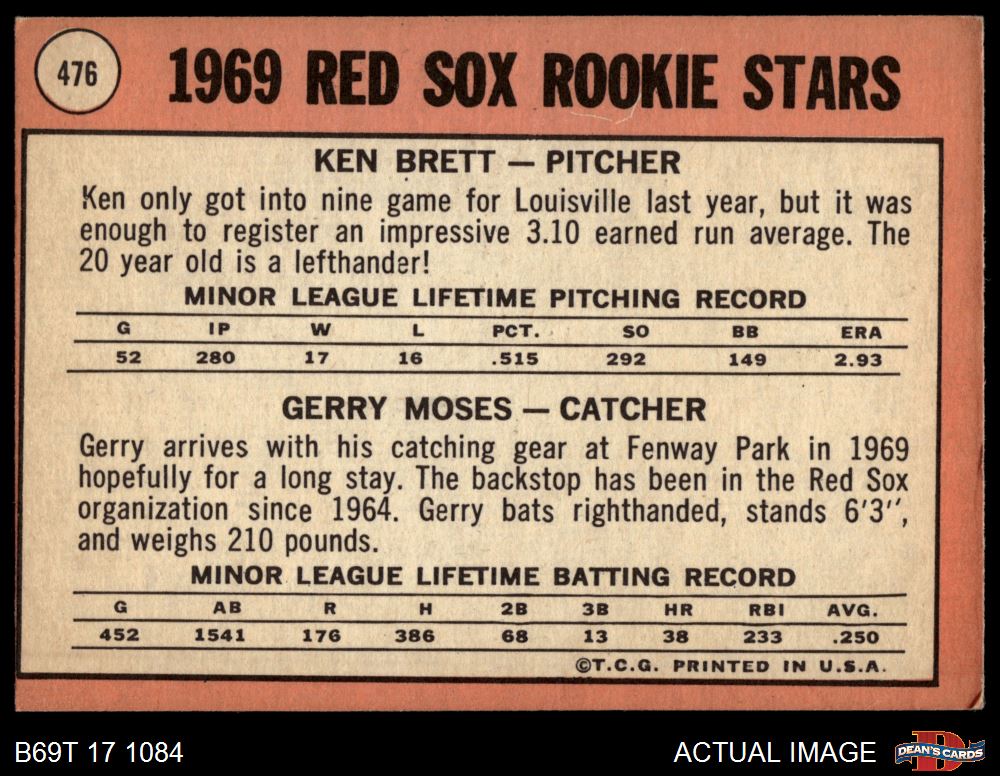 476
1969 RED SOX ROOKIE STARS
KEN BRETT — PITCHER
Ken only got into nine game for Louisville last year, but it was
enough to register an impressive 3.10 earned run average. The
20 year old is a lefthander!
MINOR LEAGUE LIFETIME PITCHING RECORD
G IP W L PCT. SO BB ERA
52 280 17 16 .515 292 149 2.93
GERRY MOSES — CATCHER
Gerry arrives with his catching gear at Fenway Park in 1969
hopefully for a long stay. The backstop has been in the Red Sox
organization since 1964. Gerry bats righthanded, stands 6'3",
and weighs 210 pounds.
MINOR LEAGUE LIFETIME BATTING RECORD
G AB R H 2B 3B HR RBI AVG.
452 1541 176 386 68 13 38 233 .250
©T.C.G. PRINTED IN U.S.A.
B69T 17 1084
ACTUAL IMAGE
DEAN'S CARDS